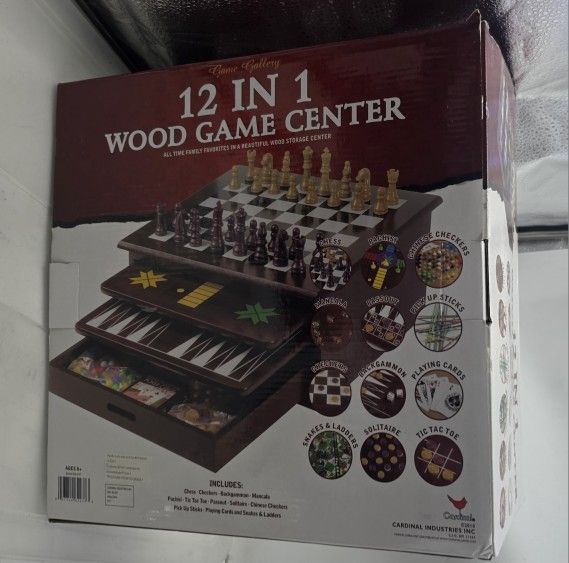 Game Gallery
12 IN 1
WOOD GAME CENTER
ALL TIME FAMILY FAVORITES IN A BEAUTIFUL WOOD STORAGE CENTER
CHESS
PACHISI
CHINESE CHECKERS
MANCALA
PASSOUT
PICK UP STICKS
CHECKERS
BACKGAMMON
PLAYING CARDS
SNAKES & LADDERS
SOLITAIRE
TIC TAC TOE
AGES 8+
INCLUDES:
Chess · Checkers · Backgammon · Mancala
Pachisi · Tic Tac Toe · Passout · Solitaire · Chinese Checkers
Pick Up Sticks · Playing Cards and Snakes & Ladders
Cardinal
CARDINAL INDUSTRIES INC